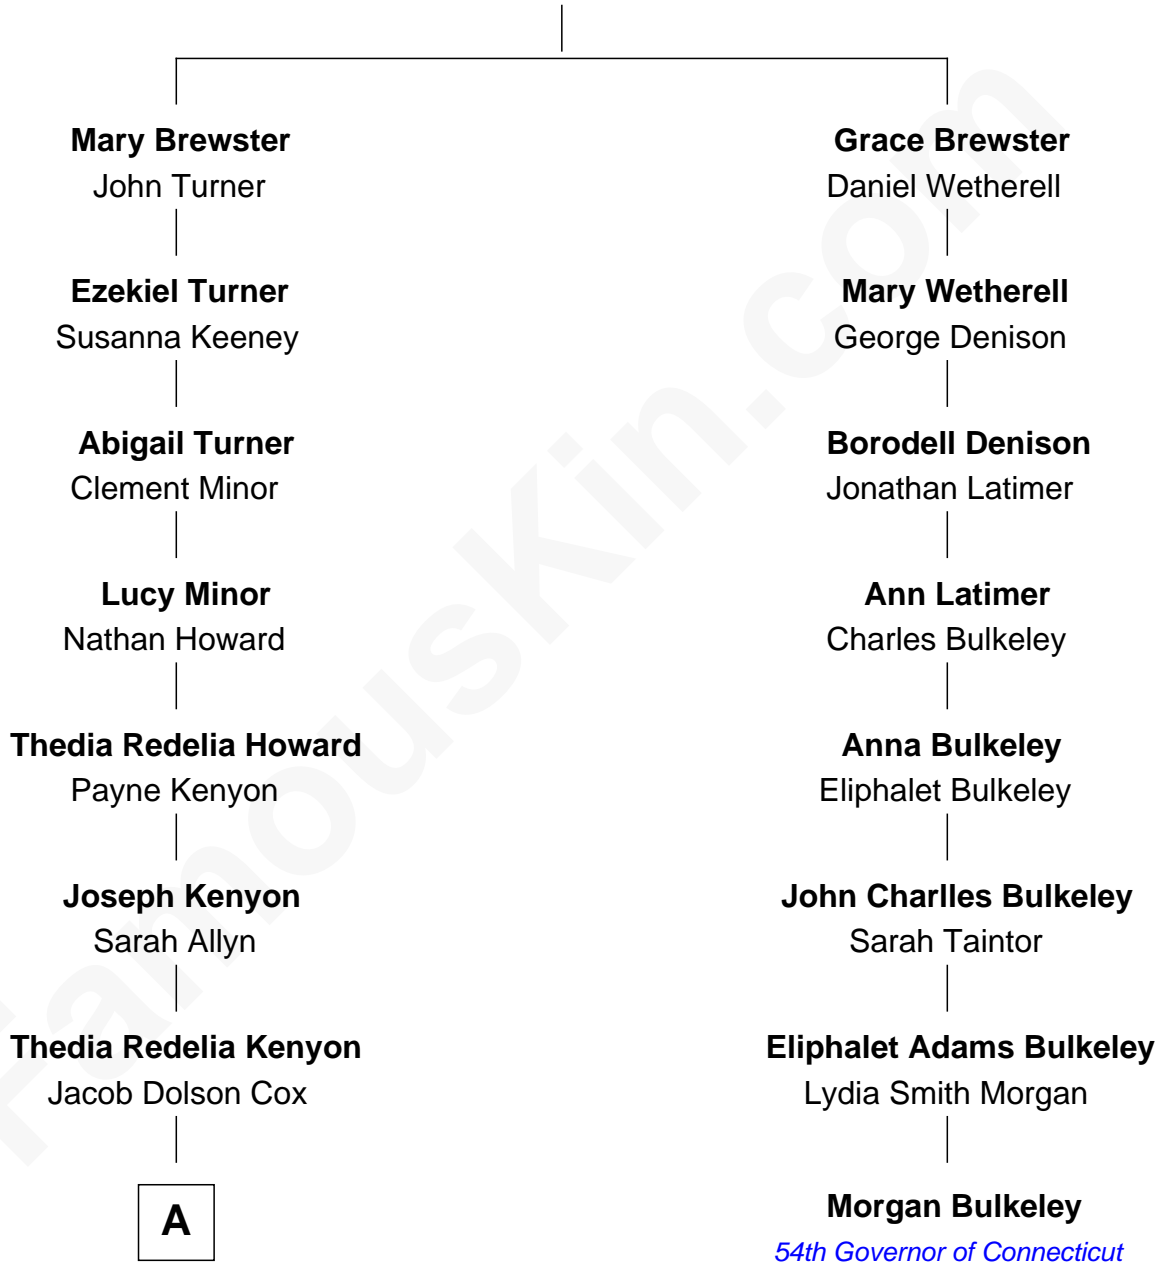 Mary Brewster
John Turner
Ezekiel Turner
Susanna Keeney
Abigail Turner
Clement Minor
Lucy Minor
Nathan Howard
Thedia Redelia Howard
Payne Kenyon
Joseph Kenyon
Sarah Allyn
Thedia Redelia Kenyon
Jacob Dolson Cox
A
Grace Brewster
Daniel Wetherell
Mary Wetherell
George Denison
Borodell Denison
Jonathan Latimer
Ann Latimer
Charles Bulkeley
Anna Bulkeley
Eliphalet Bulkeley
John Charlles Bulkeley
Sarah Taintor
Eliphalet Adams Bulkeley
Lydia Smith Morgan
Morgan Bulkeley
54th Governor of Connecticut
FamousKin.com